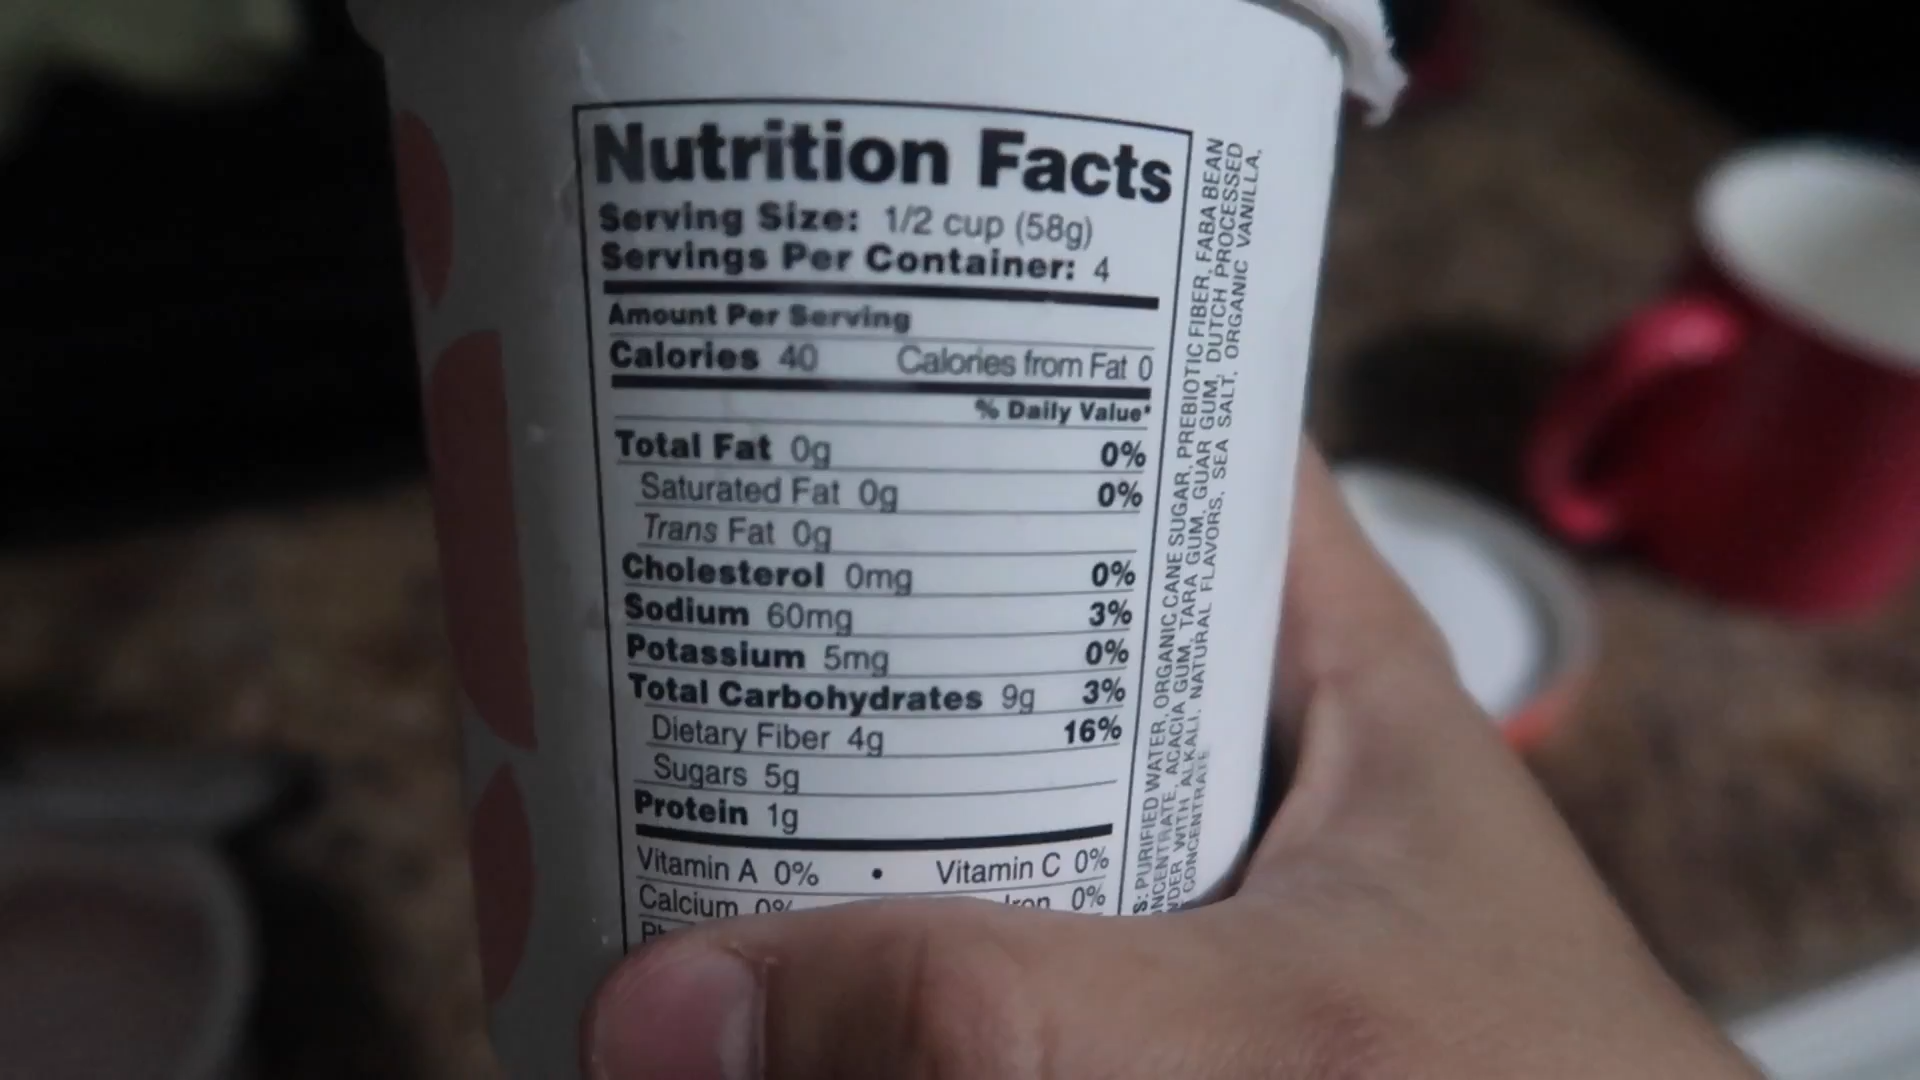 Nutrition Facts
Serving Size: 1/2 cup (58g)
Servings Per Container: 4
Amount Per Serving
Calories 40 Calories from Fat 0
% Daily Value*
Total Fat 0g 0%
Saturated Fat 0g 0%
Trans Fat 0g
Cholesterol 0mg 0%
Sodium 60mg 3%
Potassium 5mg 0%
Total Carbohydrates 9g 3%
Dietary Fiber 4g 16%
Sugars 5g
Protein 1g
Vitamin A 0% • Vitamin C 0%
Calcium 0% Iron 0%
PURIFIED WATER, ORGANIC CANE SUGAR, PREBIOTIC FIBER, FABA BEAN
ACACIA GUM, TARA GUM, GUAR GUM, DUTCH PROCESSED
WITH ALKALI, NATURAL FLAVORS, SEA SALT, ORGANIC VANILLA,
CONCENTRATE